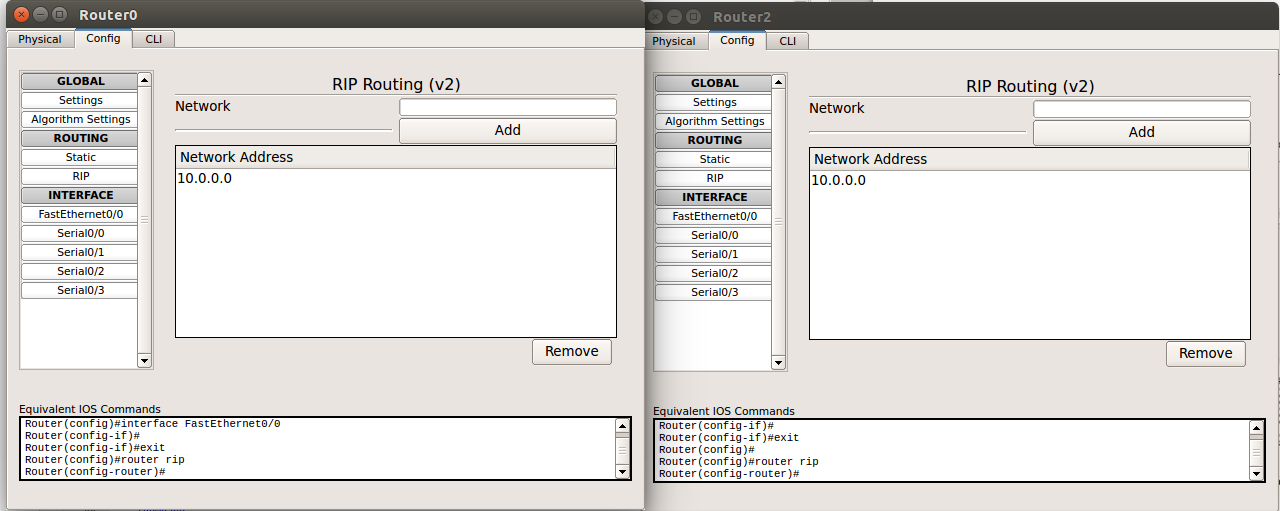 Router0
Physical
Config
CLI
GLOBAL
Settings
Algorithm Settings
ROUTING
Static
RIP
INTERFACE
FastEthernet0/0
Serial0/0
Serial0/1
Serial0/2
Serial0/3
RIP Routing (v2)
Network
Add
Network Address
10.0.0.0
Remove
Equivalent IOS Commands
Router(config)#interface FastEthernet0/0
Router(config-if)#
Router(config-if)#exit
Router(config)#router rip
Router(config-router)#
Router2
Physical
Config
CLI
GLOBAL
Settings
Algorithm Settings
ROUTING
Static
RIP
INTERFACE
FastEthernet0/0
Serial0/0
Serial0/1
Serial0/2
Serial0/3
RIP Routing (v2)
Network
Add
Network Address
10.0.0.0
Remove
Equivalent IOS Commands
Router(config-if)#
Router(config-if)#exit
Router(config)#
Router(config)#router rip
Router(config-router)#